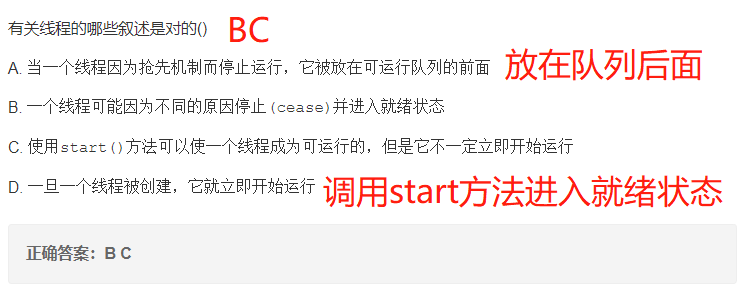 有关线程的哪些叙述是对的() BC
A. 当一个线程因为抢先机制而停止运行，它被放在可运行队列的前面 放在队列后面
B. 一个线程可能因为不同的原因停止(cease)并进入就绪状态
C. 使用start()方法可以使一个线程成为可运行的，但是它不一定立即开始运行
D. 一旦一个线程被创建，它就立即开始运行 调用start方法进入就绪状态
正确答案：B C